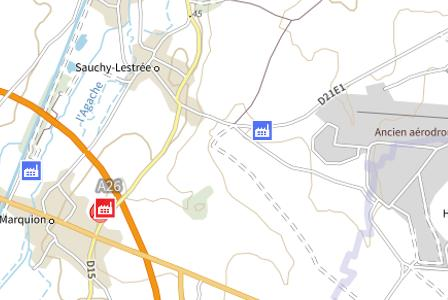 45
Sauchy-Lestrée
D21E1
l'Agache
Ancien aérodro
A26
Marquion
D15
H